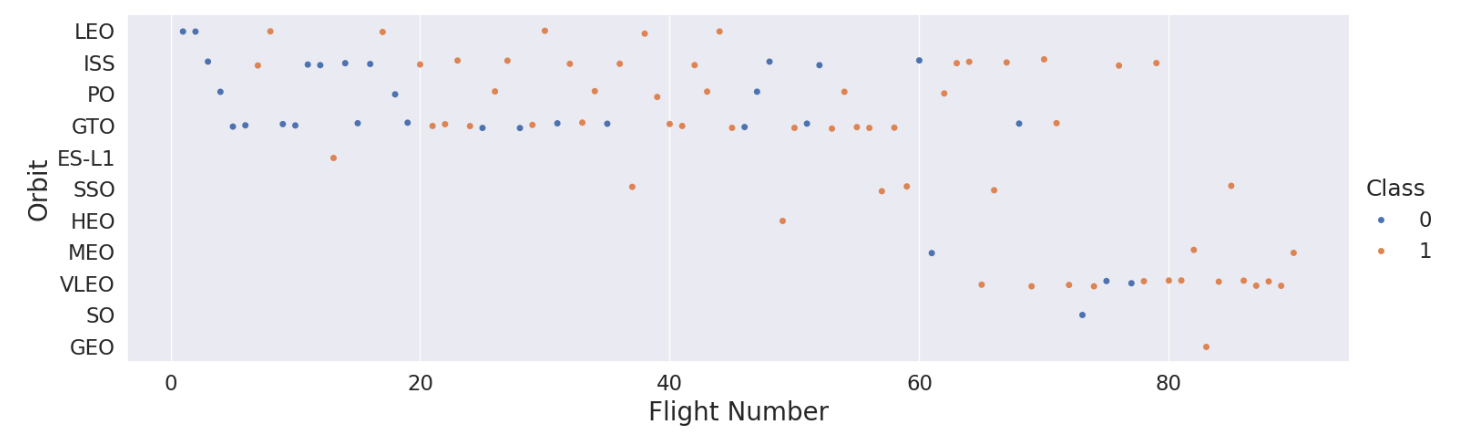 LEO
ISS
PO
GTO
ES-L1
SSO
HEO
MEO
VLEO
SO
GEO
Orbit
0 20 40 60 80
Flight Number
Class
0
1